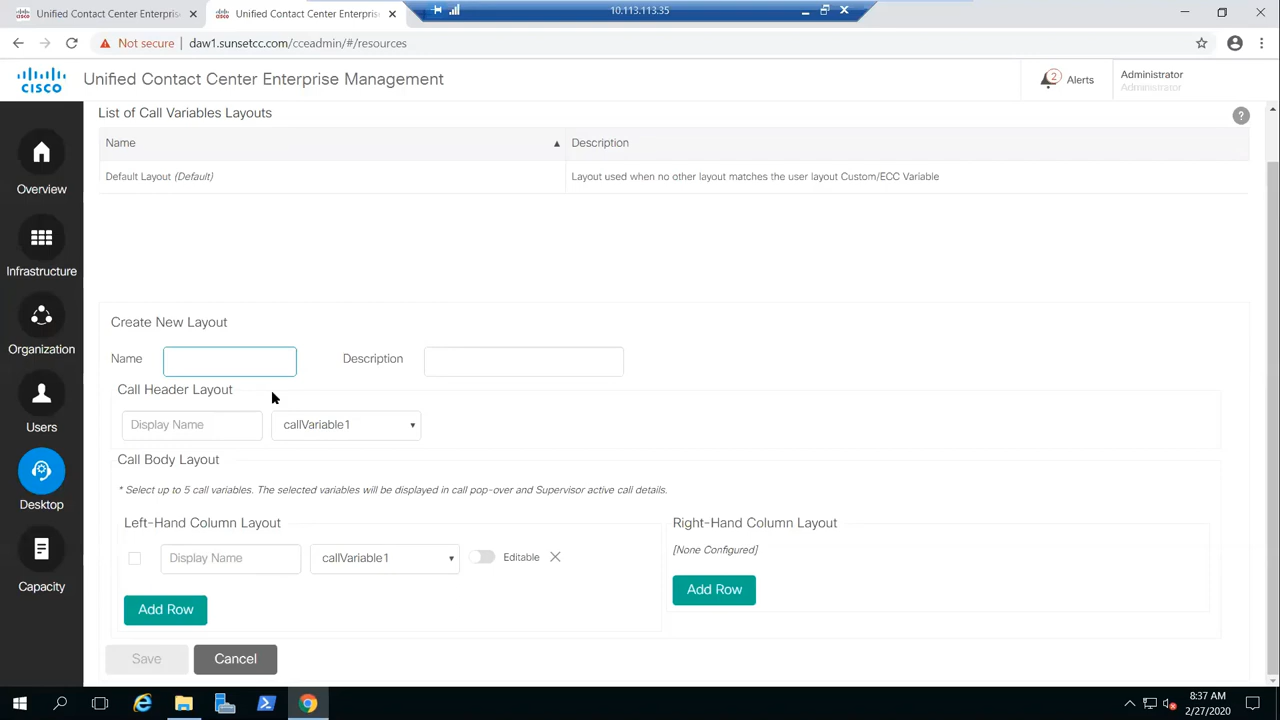 Unified Contact Center Enterprise
Unified Contact Center Enterprise
10.113.113.35
Not secure
daw1.sunsetcc.com/cceadmin/#/resources
CISCO
Unified Contact Center Enterprise Management
2
Alerts
Administrator
Administrator
Overview
Infrastructure
Organization
Users
Desktop
Capacity
List of Call Variables Layouts
?
Name
Description
Default Layout (Default)
Layout used when no other layout matches the user layout Custom/ECC Variable
Create New Layout
Name
Description
Call Header Layout
Display Name
callVariable1
Call Body Layout
* Select up to 5 call variables. The selected variables will be displayed in call pop-over and Supervisor active call details.
Left-Hand Column Layout
Display Name
callVariable1
Editable
Add Row
Right-Hand Column Layout
[None Configured]
Add Row
Save
Cancel
8:37 AM
2/27/2020